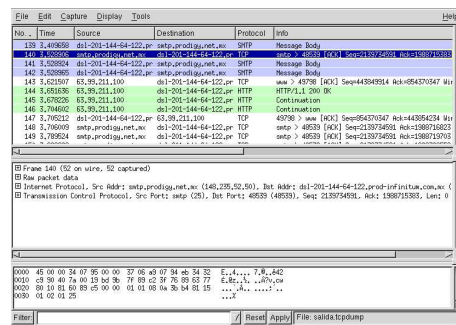 File Edit Capture Display Tools Help
No. . Time Source Destination Protocol Info
139 3.409658 dsl-201-144-64-122.pr smtp.prodigy.net.mx SMTP Message Body
140 3.528906 dsl-201-144-64-122.pr TCP smtp > 48539 [ACK] Seq=2139734591 Ack=1988715383
141 3.528924 dsl-201-144-64-122.pr smtp.prodigy.net.mx SMTP Message Body
142 3.528965 dsl-201-144-64-122.pr smtp.prodigy.net.mx SMTP Message Body
143 3.621507 63.99.211.100 dsl-201-144-64-122.pr TCP www > 49798 [ACK] Seq=443849914 Ack=854370347 Win
144 3.651636 63.99.211.100 dsl-201-144-64-122.pr HTTP HTTP/1.1 200 OK
145 3.678226 63.99.211.100 dsl-201-144-64-122.pr HTTP Continuation
146 3.704602 63.99.211.100 dsl-201-144-64-122.pr HTTP Continuation
147 3.705212 dsl-201-144-64-122.pr 63.99.211.100 TCP 49798 > www [ACK] Seq=854370347 Ack=443854234 Win
148 3.706009 smtp.prodigy.net.mx dsl-201-144-64-122.pr TCP smtp > 48539 [ACK] Seq=2139734591 Ack=1988716823
149 3.789524 smtp.prodigy.net.mx dsl-201-144-64-122.pr TCP smtp > 48539 [ACK] Seq=2139734591 Ack=1988719703
Frame 140 (52 on wire, 52 captured)
Raw packet data
Internet Protocol, Src Addr: smtp.prodigy.net.mx (148.235.52.50), Dst Addr: dsl-201-144-64-122.prod-infinitum.com.mx (
Transmission Control Protocol, Src Port: smtp (25), Dst Port: 48539 (48539), Seq: 2139734591, Ack: 1988715383, Len: 0
0000 45 00 00 34 07 95 00 00 37 06 a9 07 94 eb 34 32
0010 c9 90 40 7a 00 19 bd 9b 7f 89 c2 3f 76 89 63 77
0020 80 10 81 60 89 c5 00 00 01 01 08 0a 3b b4 81 15
0030 01 02 01 25
Filter: Reset Apply File: salida.tcpdump